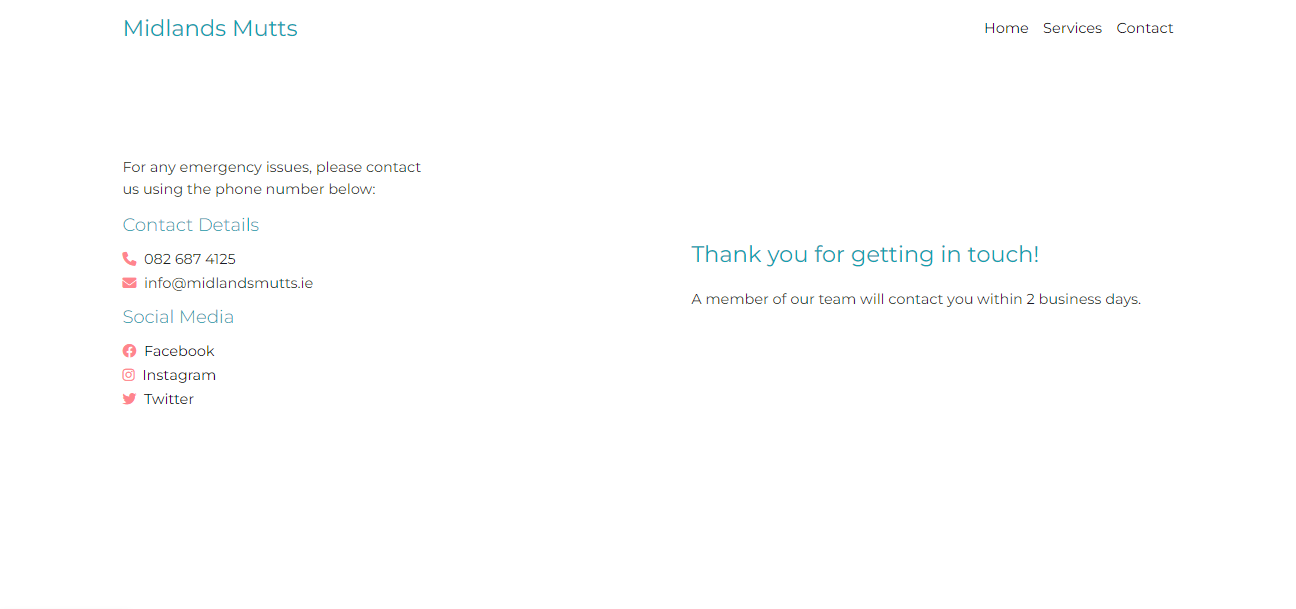 Midlands Mutts
Home Services Contact
For any emergency issues, please contact
us using the phone number below:
Contact Details
082 687 4125
info@midlandsmutts.ie
Social Media
Facebook
Instagram
Twitter
Thank you for getting in touch!
A member of our team will contact you within 2 business days.